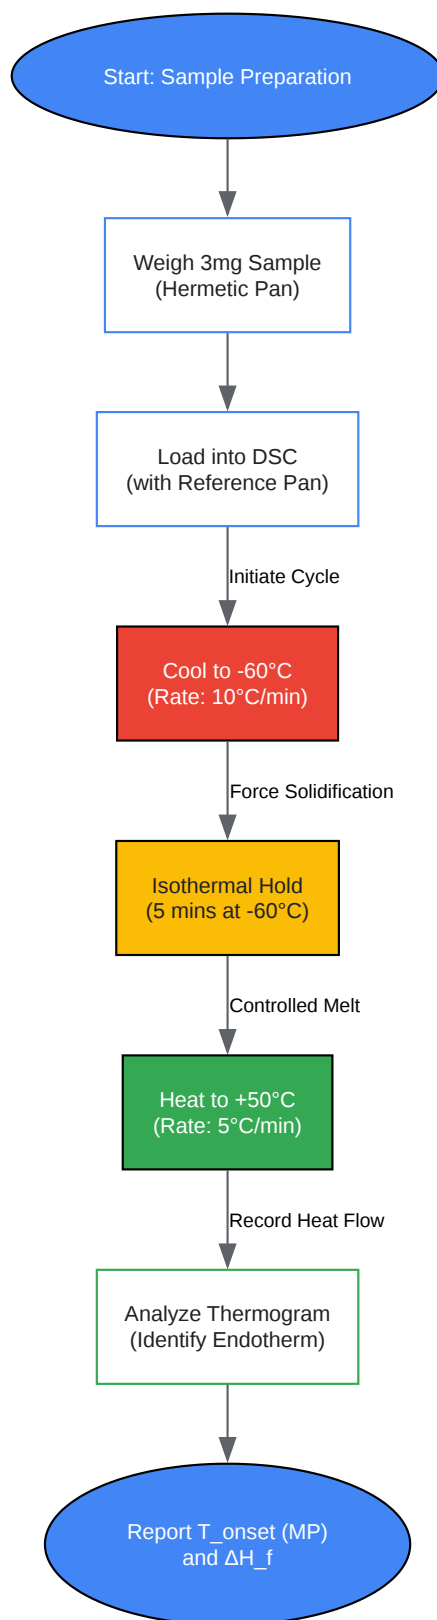 Start: Sample Preparation
Weigh 3mg Sample
(Hermetic Pan)
Load into DSC
(with Reference Pan)
Initiate Cycle
Cool to -60°C
(Rate: 10°C/min)
Force Solidification
Isothermal Hold
(5 mins at -60°C)
Controlled Melt
Heat to +50°C
(Rate: 5°C/min)
Record Heat Flow
Analyze Thermogram
(Identify Endotherm)
Report T_onset (MP)
and ΔH_f